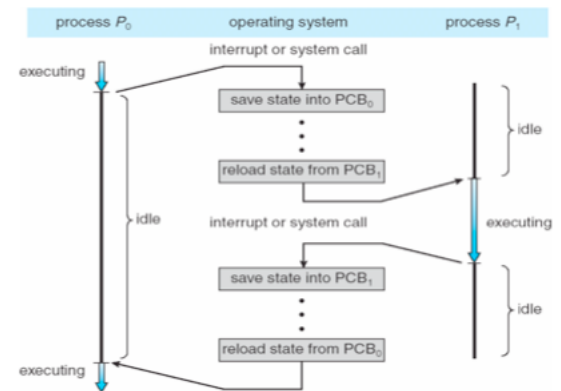 process P₀ operating system process P₁
interrupt or system call
executing
save state into PCB₀
idle
reload state from PCB₁
idle
interrupt or system call
executing
save state into PCB₁
idle
reload state from PCB₀
executing